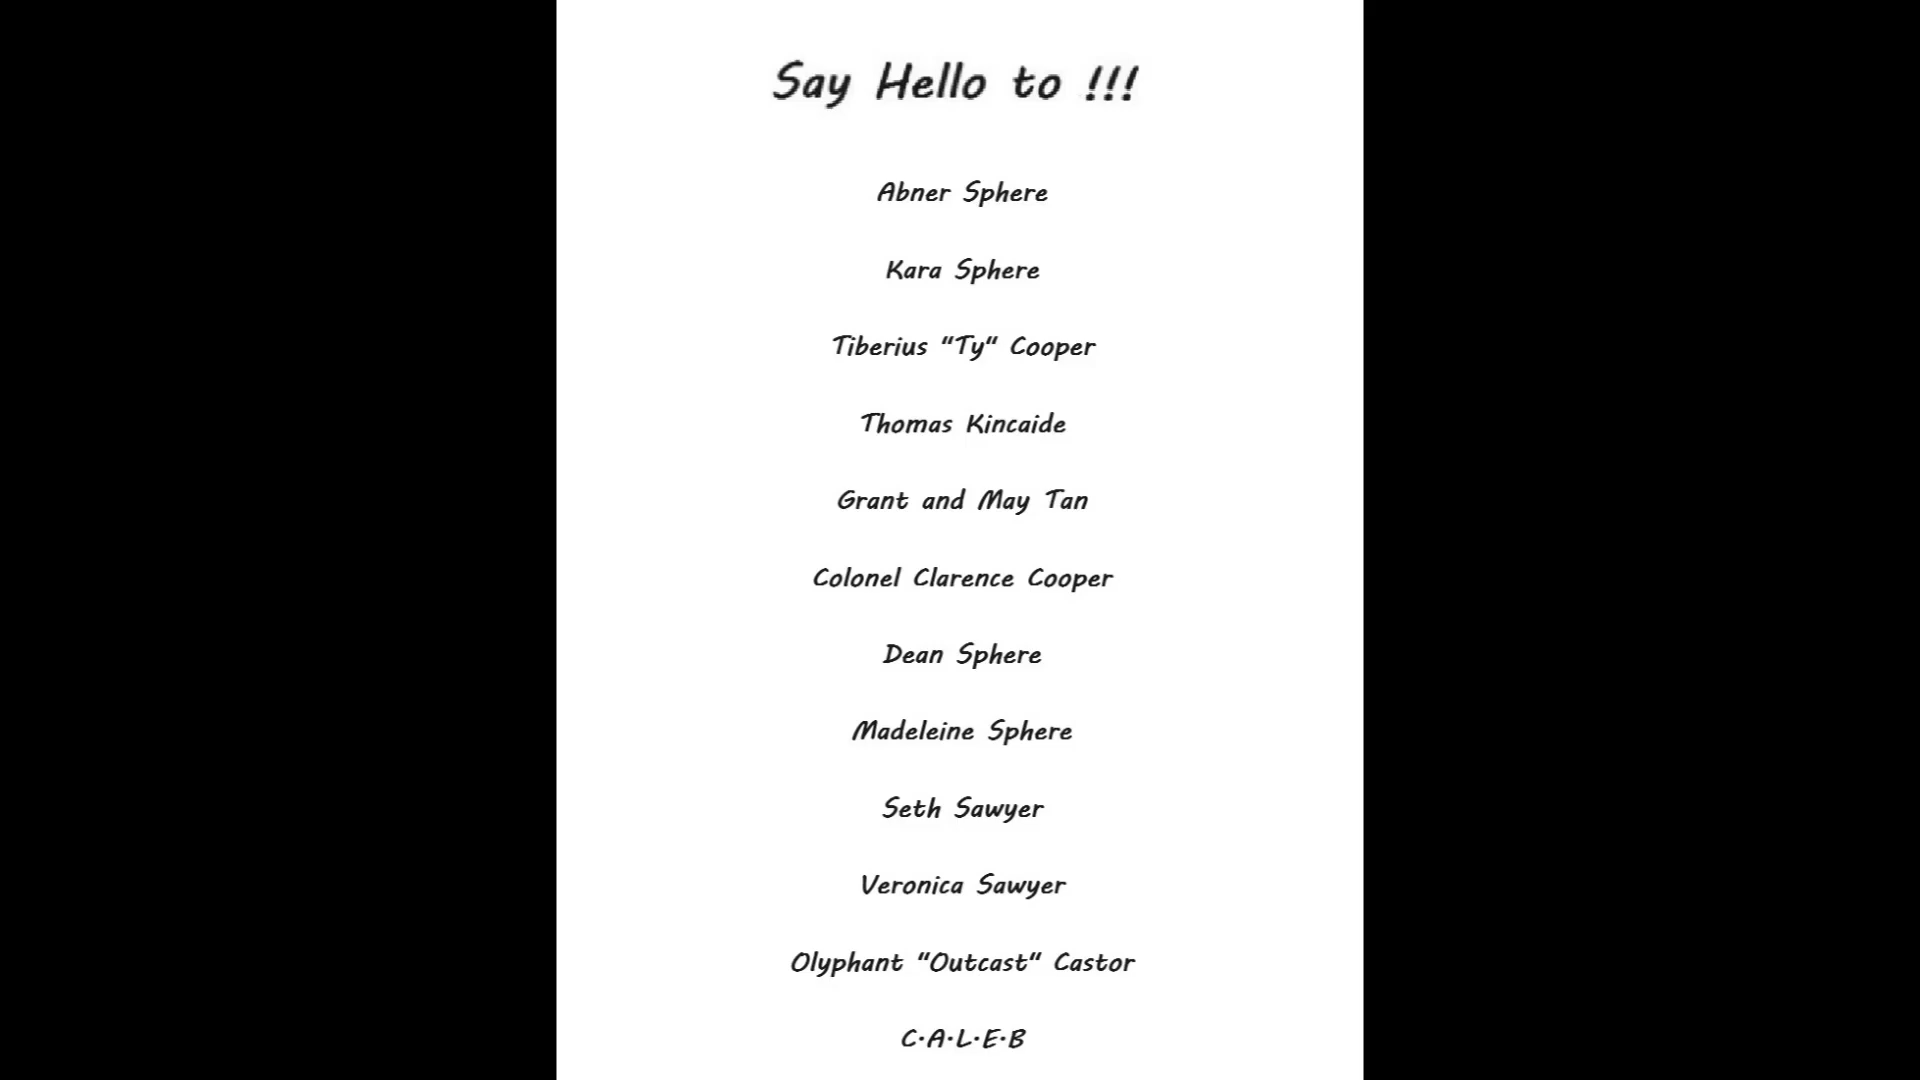 Say Hello to !!!
Abner Sphere
Kara Sphere
Tiberius "Ty" Cooper
Thomas Kincaide
Grant and May Tan
Colonel Clarence Cooper
Dean Sphere
Madeleine Sphere
Seth Sawyer
Veronica Sawyer
Olyphant "Outcast" Castor
C·A·L·E·B